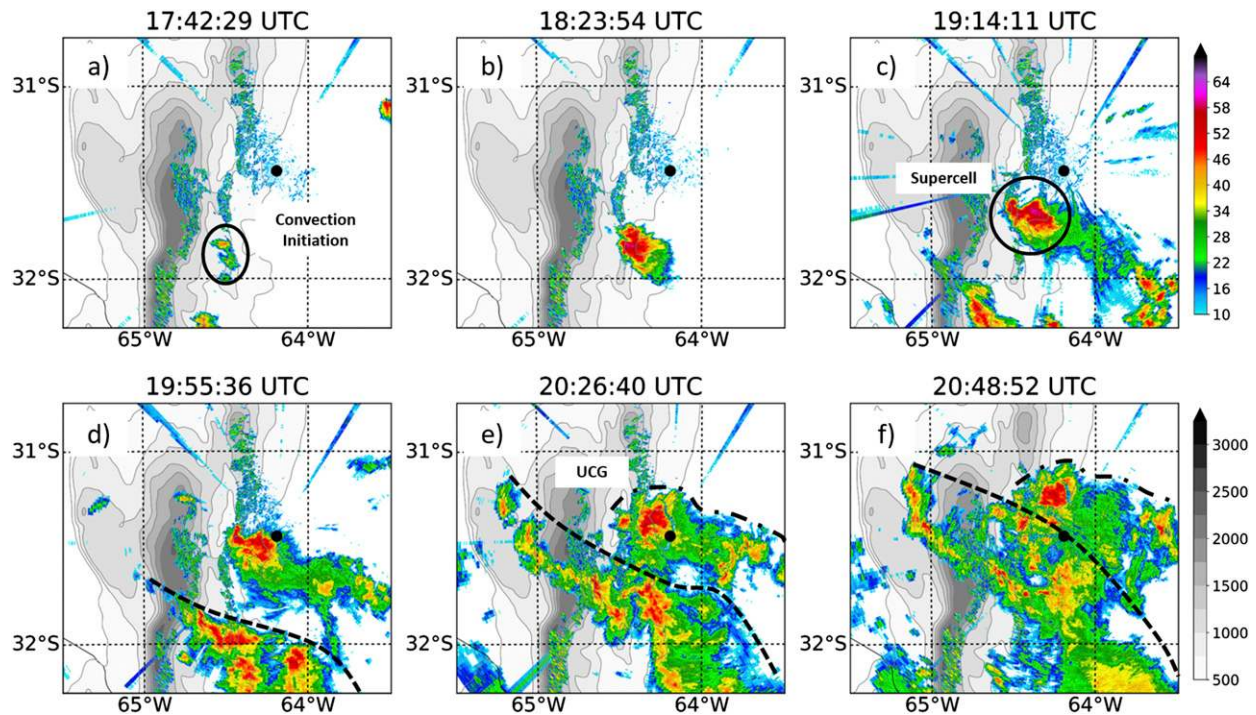 17:42:29 UTC
18:23:54 UTC
19:14:11 UTC
a)
b)
c)
31°S
31°S
31°S
64
58
52
46
40
34
28
22
16
10
Supercell
Convection
Initiation
32°S
32°S
32°S
65°W
64°W
65°W
64°W
65°W
64°W
19:55:36 UTC
20:26:40 UTC
20:48:52 UTC
d)
e)
f)
31°S
31°S
31°S
UCG
3000
2500
2000
1500
1000
500
32°S
32°S
32°S
65°W
64°W
65°W
64°W
65°W
64°W